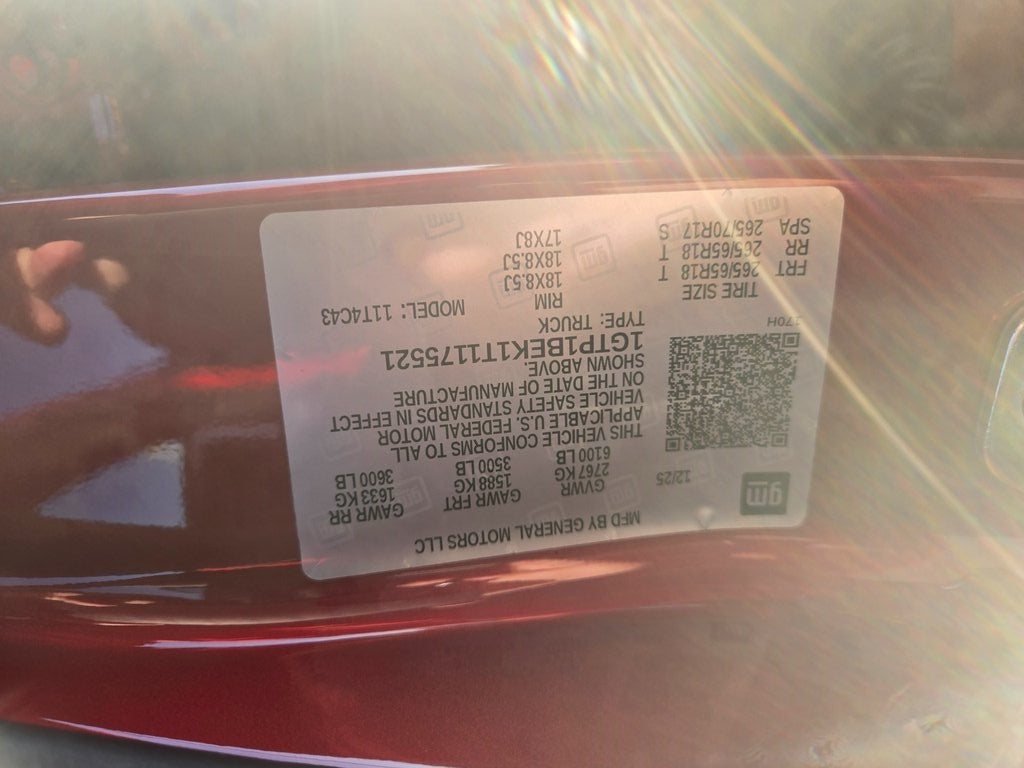 gm
12/25
MFD BY GENERAL MOTORS LLC
GVWR GAWR FRT GAWR RR
2767 KG 1588 KG 1633 KG
6100 LB 3500 LB 3600 LB
THIS VEHICLE CONFORMS TO ALL
APPLICABLE U.S. FEDERAL MOTOR
VEHICLE SAFETY STANDARDS IN EFFECT
ON THE DATE OF MANUFACTURE
SHOWN ABOVE.
1GTP1BEK1T1175521
TYPE: TRUCK MODEL: 11T4C43
TIRE SIZE RIM
FRT 265/65R18 T 18X8.5J
RR 265/65R18 T 18X8.5J
SPA 265/70R17 S 17X8J